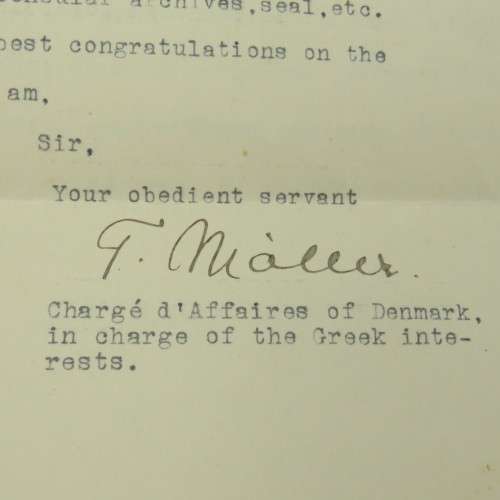 archives,seal,etc.
best congratulations on the
am,
Sir,
Your obedient servant
T. Möller.
Chargé d'Affaires of Denmark,
in charge of the Greek inte-
rests.